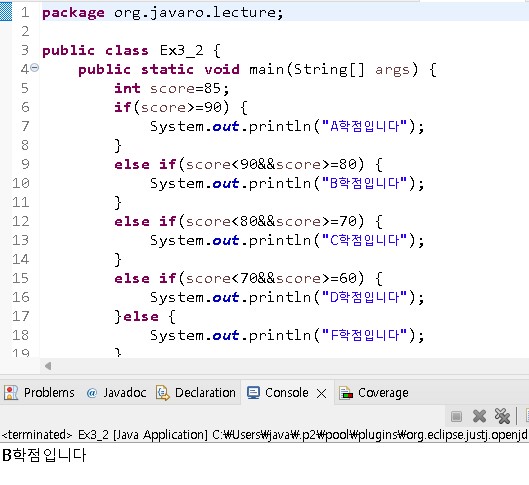 1 package org.javaro.lecture;
2
3 public class Ex3_2 {
4 public static void main(String[] args) {
5 int score=85;
6 if(score>=90) {
7 System.out.println("A학점입니다");
8 }
9 else if(score<90&&score>=80) {
10 System.out.println("B학점입니다");
11 }
12 else if(score<80&&score>=70) {
13 System.out.println("C학점입니다");
14 }
15 else if(score<70&&score>=60) {
16 System.out.println("D학점입니다");
17 }else {
18 System.out.println("F학점입니다");
19 }
Problems @ Javadoc Declaration Console Coverage
<terminated> Ex3_2 [Java Application] C:₩Users₩java₩.p2₩pool₩plugins₩org.eclipse.justj.openjd
B학점입니다